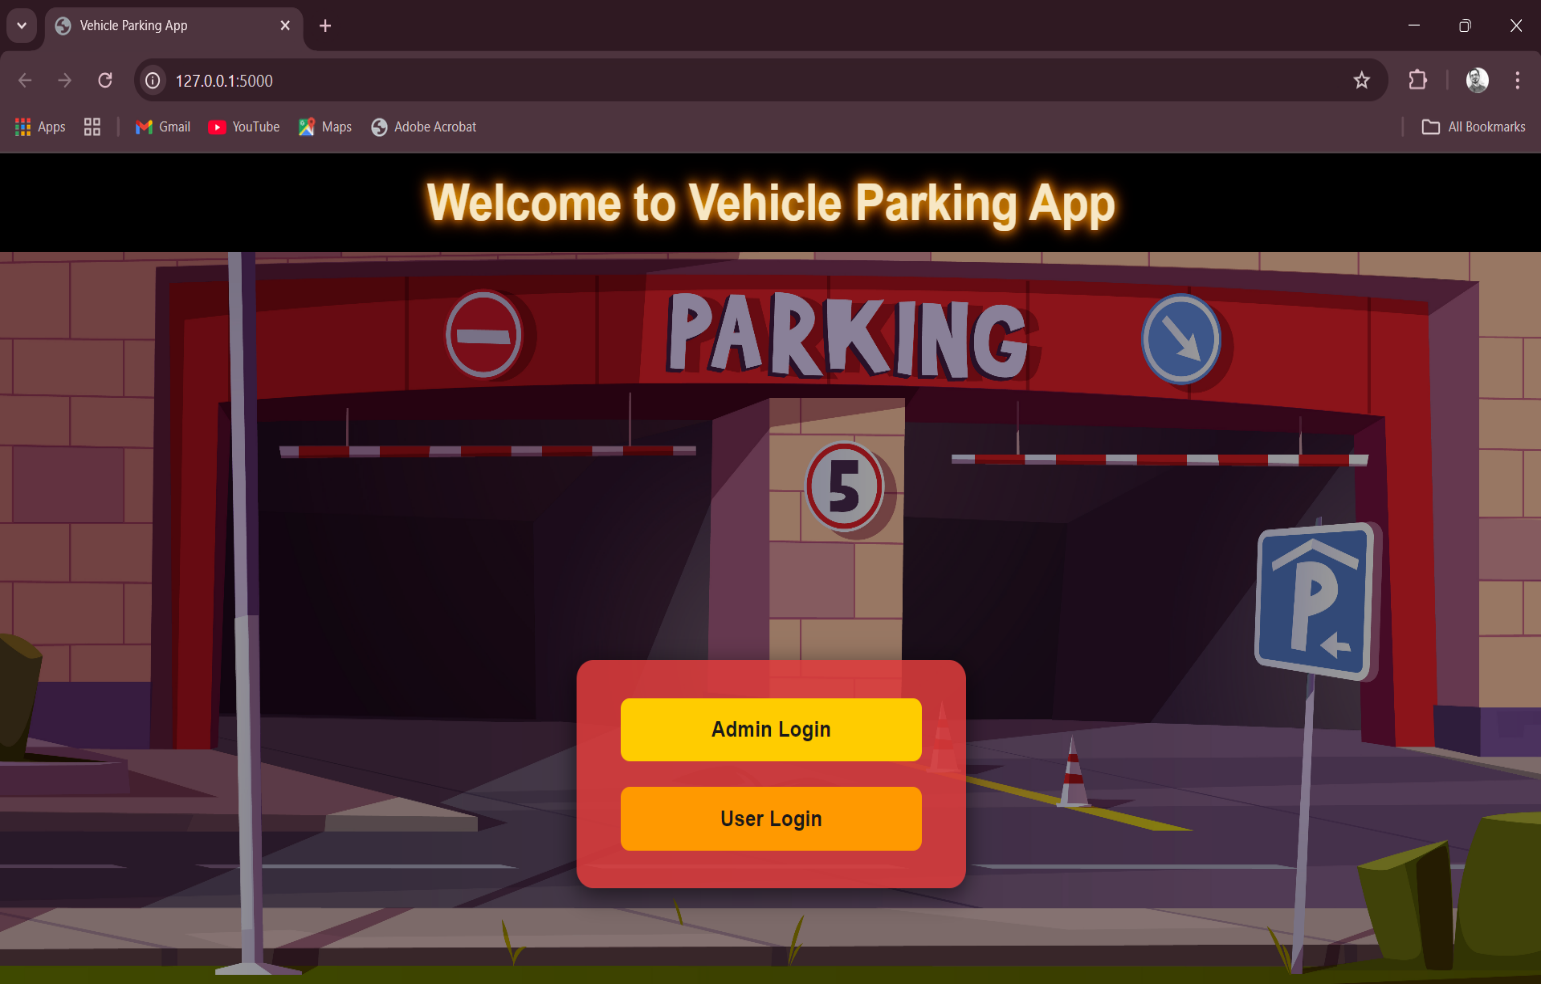 Vehicle Parking App
127.0.0.1:5000
Apps
Gmail
YouTube
Maps
Adobe Acrobat
All Bookmarks
Welcome to Vehicle Parking App
PARKING
5
P
Admin Login
User Login